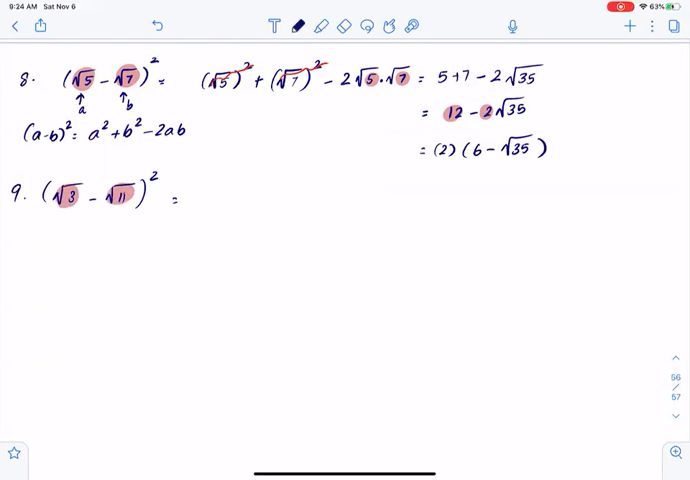 9:24 AM Sat Nov 6
63%
T
8. (√5 − √7)² = (√5)² + (√7)² − 2√5·√7 = 5 + 7 − 2√35
↑ ↑
a b
= 12 − 2√35
(a-b)² = a² + b² − 2ab
= (2) (6 − √35)
9. (√3 − √11)² =
56
/
57